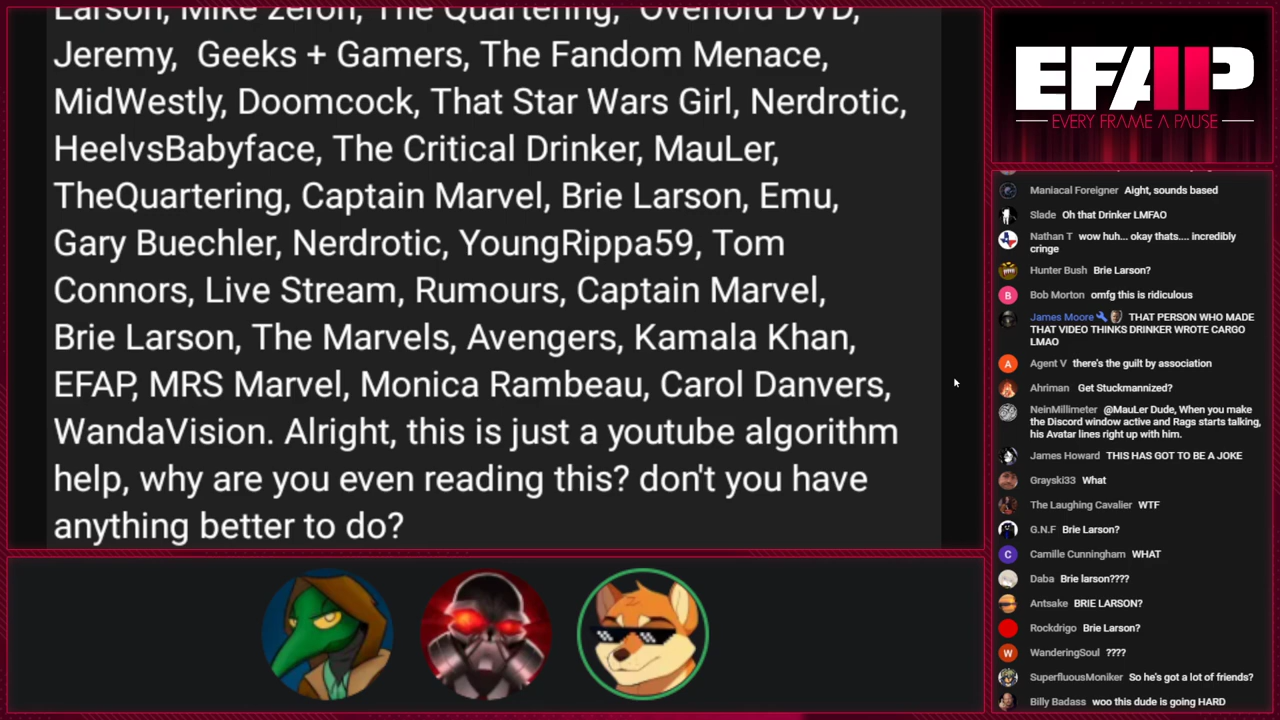 Larson, Mike Zeroh, The Quartering, Overlord DVD,
Jeremy, Geeks + Gamers, The Fandom Menace,
MidWestly, Doomcock, That Star Wars Girl, Nerdrotic,
HeelvsBabyface, The Critical Drinker, MauLer,
TheQuartering, Captain Marvel, Brie Larson, Emu,
Gary Buechler, Nerdrotic, YoungRippa59, Tom
Connors, Live Stream, Rumours, Captain Marvel,
Brie Larson, The Marvels, Avengers, Kamala Khan,
EFAP, MRS Marvel, Monica Rambeau, Carol Danvers,
WandaVision. Alright, this is just a youtube algorithm
help, why are you even reading this? don't you have
anything better to do?
EFAP
EVERY FRAME A PAUSE
Maniacal Foreigner Aight, sounds based
Slade Oh that Drinker LMFAO
Nathan T wow huh... okay thats.... incredibly
cringe
Hunter Bush Brie Larson?
B
Bob Morton omfg this is ridiculous
James Moore THAT PERSON WHO MADE
THAT VIDEO THINKS DRINKER WROTE CARGO
LMAO
A
Agent V there's the guilt by association
Ahriman Get Stuckmannized?
NeinMillimeter @MauLer Dude, When you make
the Discord window active and Rags starts talking,
his Avatar lines right up with him.
James Howard THIS HAS GOT TO BE A JOKE
Grayski33 What
The Laughing Cavalier WTF
G.N.F Brie Larson?
C
Camille Cunningham WHAT
Daba Brie larson????
Antsake BRIE LARSON?
Rockdrigo Brie Larson?
W
WanderingSoul ????
SuperfluousMoniker So he's got a lot of friends?
Billy Badass woo this dude is going HARD